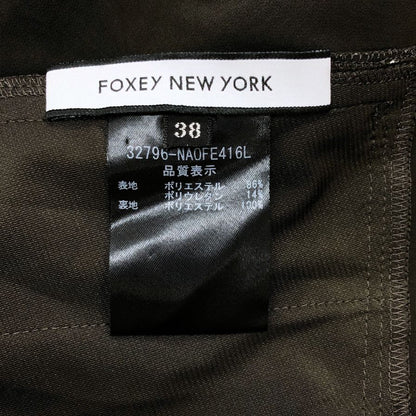 FOXEY NEW YORK
38
32796-NAOFE416L
品質表示
表地 ポリエステル 86%
ポリウレタン 14%
裏地 ポリエステル 100%